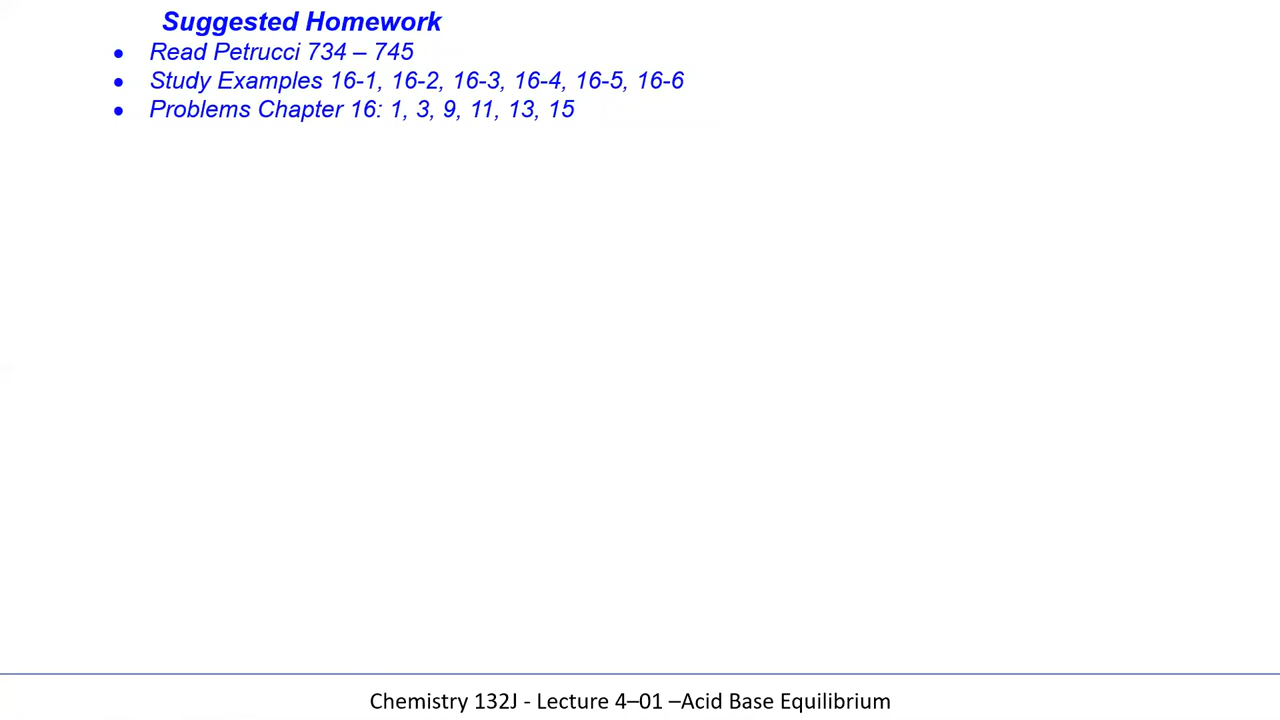 Suggested Homework
• Read Petrucci 734 – 745
• Study Examples 16-1, 16-2, 16-3, 16-4, 16-5, 16-6
• Problems Chapter 16: 1, 3, 9, 11, 13, 15
Chemistry 132J - Lecture 4–01 –Acid Base Equilibrium